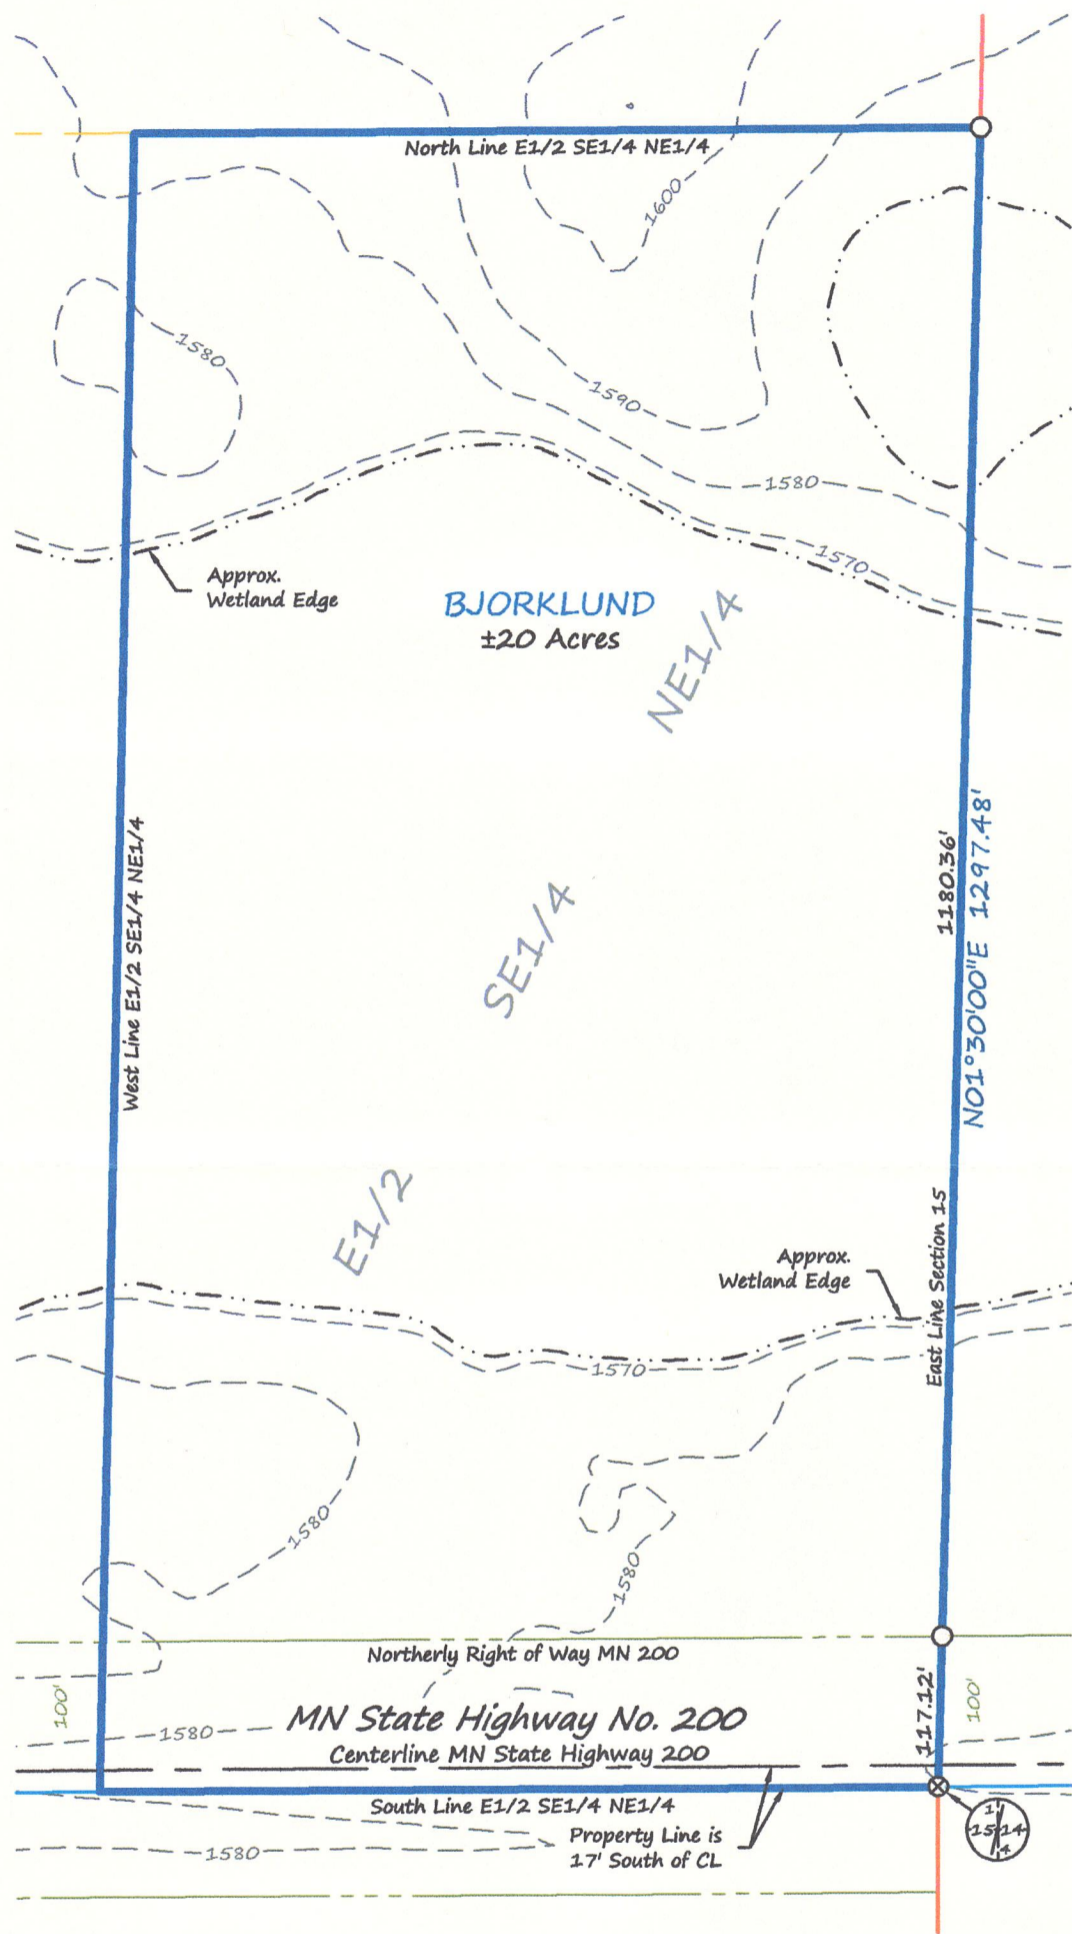 North Line E1/2 SE1/4 NE1/4
1600
1580
1590
1580
1570
Approx.
Wetland Edge
BJORKLUND
±20 Acres
NE1/4
West Line E1/2 SE1/4 NE1/4
1180.36'
N01°30'00"E 1297.48'
SE1/4
E1/2
East Line Section 15
Approx.
Wetland Edge
1570
1580
1580
Northerly Right of Way MN 200
100'
117.12'
100'
MN State Highway No. 200
1580
Centerline MN State Highway 200
South Line E1/2 SE1/4 NE1/4
Property Line is
17' South of CL
1
15 14
4
1580